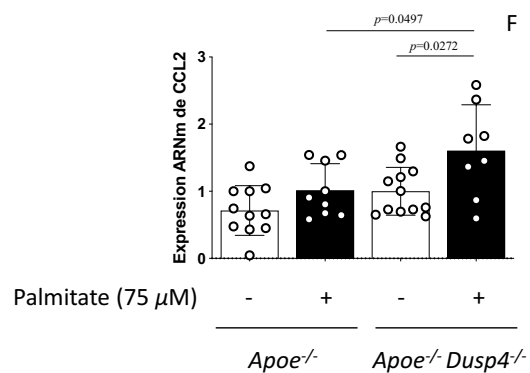 p=0.0497
F
p=0.0272
Expression ARNm de CCL2
3
2
1
0
Palmitate (75 µM) - + - +
Apoe-/- Apoe-/- Dusp4-/-